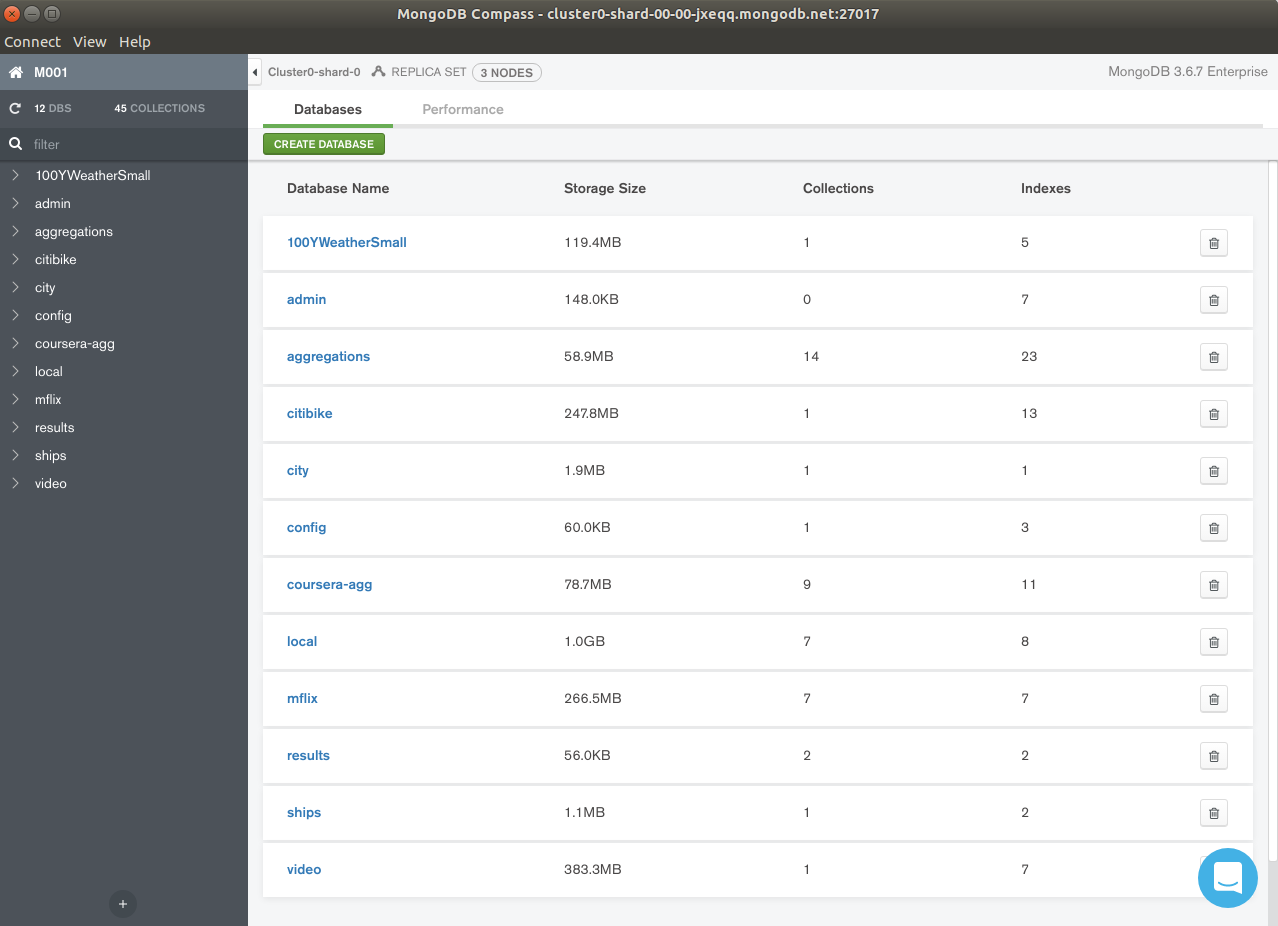 MongoDB Compass - cluster0-shard-00-00-jxeqq.mongodb.net:27017
Connect View Help
M001
12 DBS 45 COLLECTIONS
filter
100YWeatherSmall
admin
aggregations
citibike
city
config
coursera-agg
local
mflix
results
ships
video
+
Cluster0-shard-0 REPLICA SET 3 NODES MongoDB 3.6.7 Enterprise
Databases Performance
CREATE DATABASE
Database Name Storage Size Collections Indexes
100YWeatherSmall 119.4MB 1 5
admin 148.0KB 0 7
aggregations 58.9MB 14 23
citibike 247.8MB 1 13
city 1.9MB 1 1
config 60.0KB 1 3
coursera-agg 78.7MB 9 11
local 1.0GB 7 8
mflix 266.5MB 7 7
results 56.0KB 2 2
ships 1.1MB 1 2
video 383.3MB 1 7